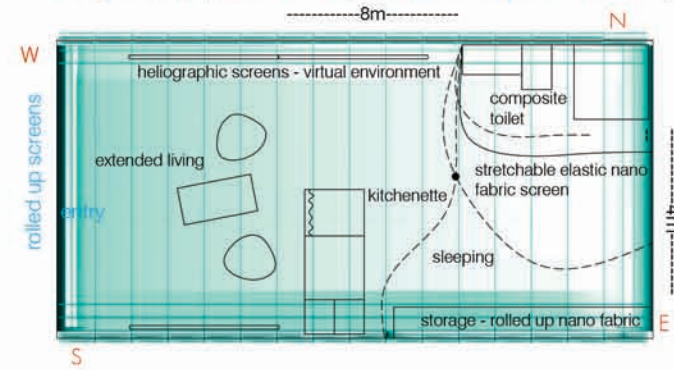 8m
N
W
heliographic screens - virtual environment
composite
toilet
rolled up screens
extended living
stretchable elastic nano
fabric screen
kitchenette
entry
sleeping
storage - rolled up nano fabric
E
S